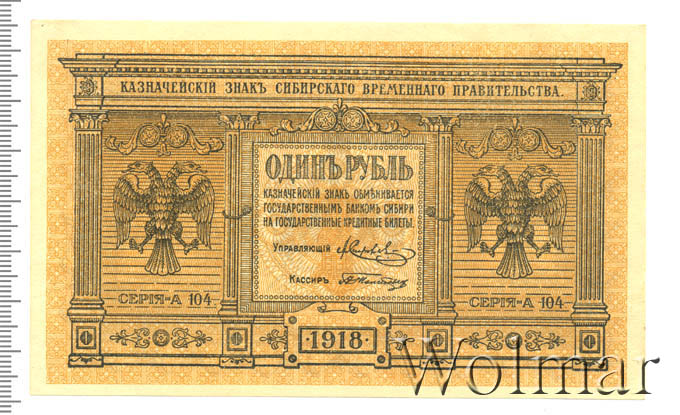 КАЗНАЧЕЙСКІЙ ЗНАКЪ СИБИРСКАГО ВРЕМЕННАГО ПРАВИТЕЛЬСТВА.
ОДИНЪ РУБЛЬ
КАЗНАЧЕЙСКІЙ ЗНАКЪ ОБМѢНИВАЕТСЯ
ГОСУДАРСТВЕННЫМЪ БАНКОМЪ СИБИРИ
НА ГОСУДАРСТВЕННЫЕ КРЕДИТНЫЕ БИЛЕТЫ.
УПРАВЛЯЮЩІЙ
КАССИРЪ
СЕРІЯ-А 104
СЕРІЯ-А 104
1918
Wolmar